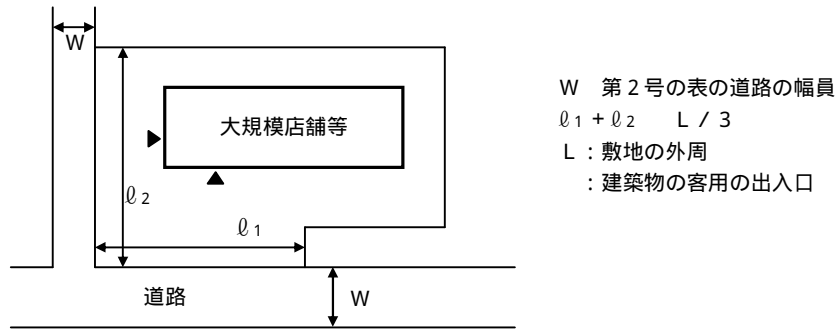 W
大規模店舗等
ℓ2
ℓ1
道路
W
W 第2号の表の道路の幅員
ℓ1+ℓ2 L/3
L:敷地の外周
:建築物の客用の出入口